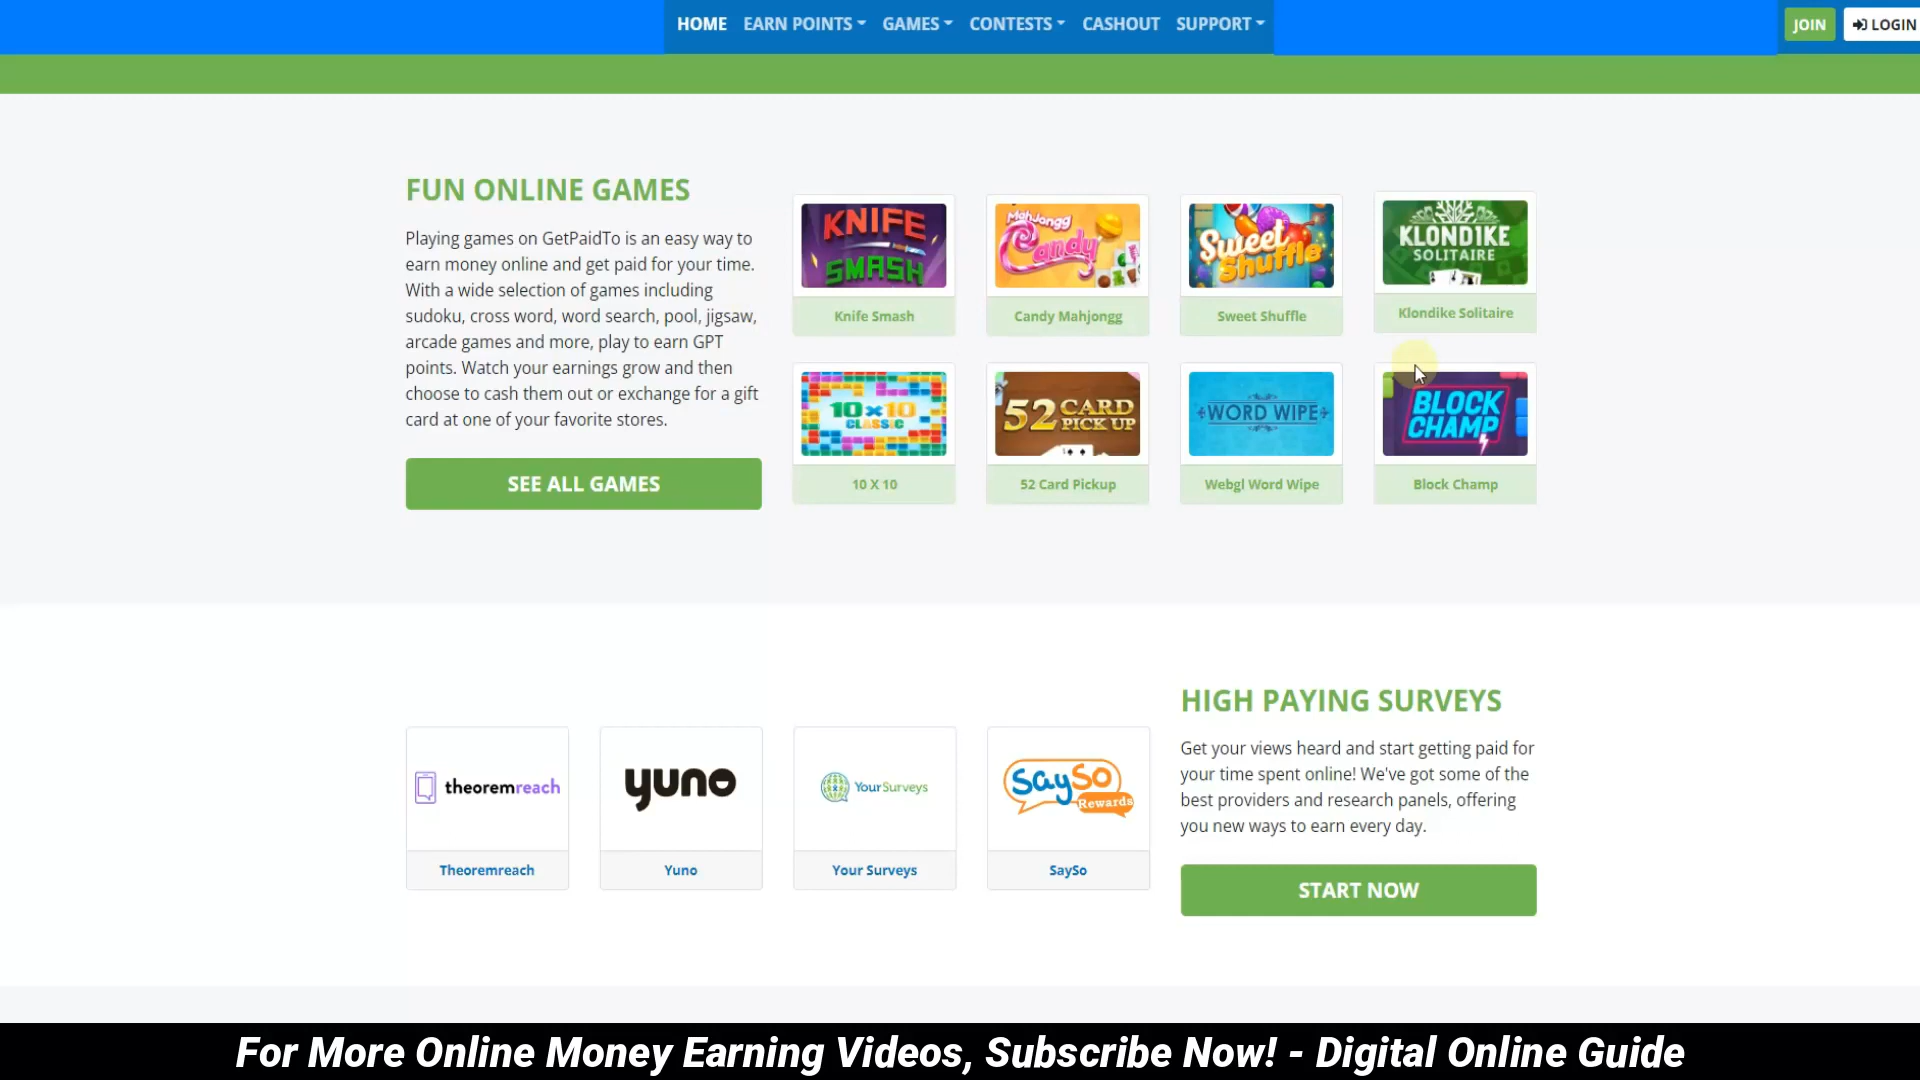 HOME EARN POINTS GAMES CONTESTS CASHOUT SUPPORT JOIN LOGIN
FUN ONLINE GAMES
Playing games on GetPaidTo is an easy way to
earn money online and get paid for your time.
With a wide selection of games including
sudoku, cross word, word search, pool, jigsaw,
arcade games and more, play to earn GPT
points. Watch your earnings grow and then
choose to cash them out or exchange for a gift
card at one of your favorite stores.
SEE ALL GAMES
KNIFE
SMASH
Knife Smash
MahJongg
Candy
Candy Mahjongg
Sweet
Shuffle
Sweet Shuffle
KLONDIKE
SOLITAIRE
Klondike Solitaire
10x10
CLASSIC
10 X 10
52 CARD
PICK UP
52 Card Pickup
WORD WIPE
Webgl Word Wipe
BLOCK
CHAMP
Block Champ
theoremreach
Theoremreach
yuno
Yuno
YourSurveys
Your Surveys
SaySo
Rewards
SaySo
HIGH PAYING SURVEYS
Get your views heard and start getting paid for
your time spent online! We've got some of the
best providers and research panels, offering
you new ways to earn every day.
START NOW
For More Online Money Earning Videos, Subscribe Now! - Digital Online Guide